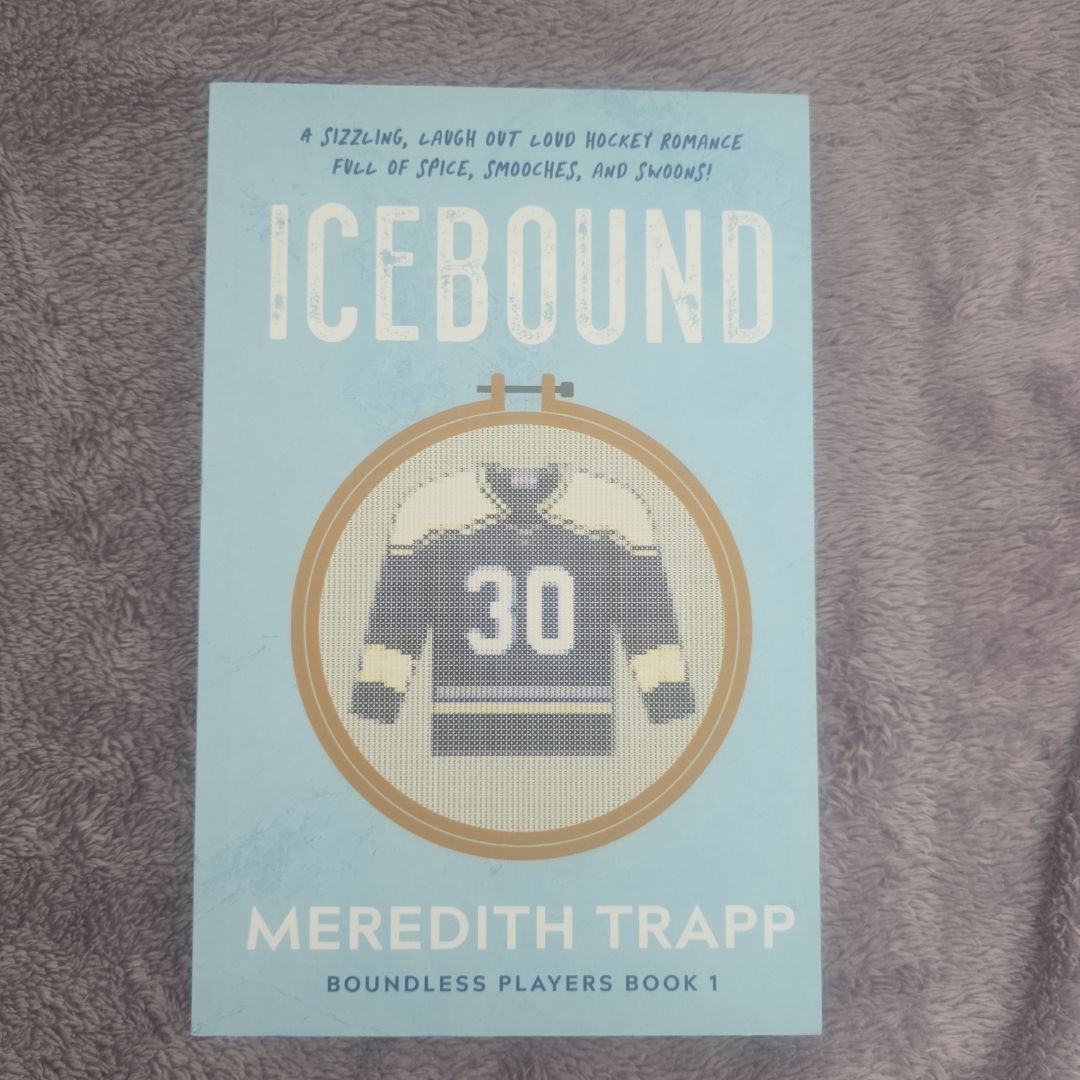 A SIZZLING, LAUGH OUT LOUD HOCKEY ROMANCE
FULL OF SPICE, SMOOCHES, AND SWOONS!
ICEBOUND
30
MEREDITH TRAPP
BOUNDLESS PLAYERS BOOK 1